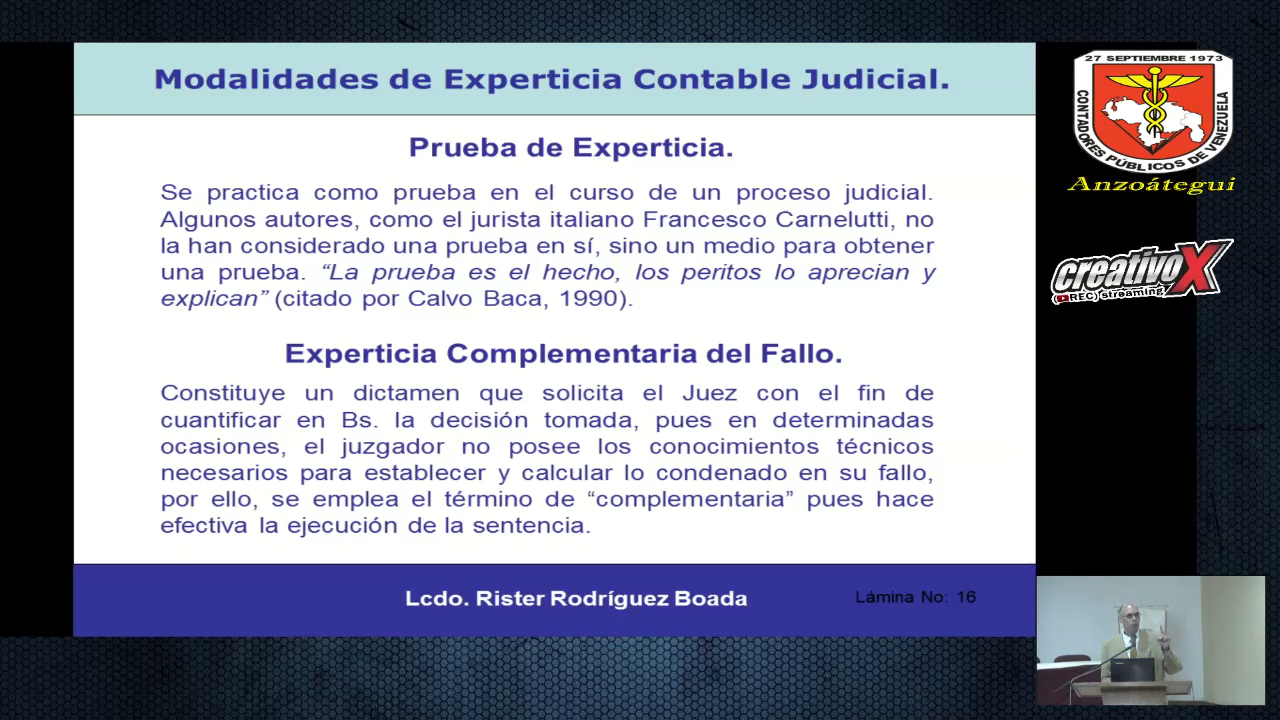 Modalidades de Experticia Contable Judicial.
Prueba de Experticia.
Se practica como prueba en el curso de un proceso judicial.
Algunos autores, como el jurista italiano Francesco Carnelutti, no
la han considerado una prueba en sí, sino un medio para obtener
una prueba. “La prueba es el hecho, los peritos lo aprecian y
explican” (citado por Calvo Baca, 1990).
Experticia Complementaria del Fallo.
Constituye un dictamen que solicita el Juez con el fin de
cuantificar en Bs. la decisión tomada, pues en determinadas
ocasiones, el juzgador no posee los conocimientos técnicos
necesarios para establecer y calcular lo condenado en su fallo,
por ello, se emplea el término de “complementaria” pues hace
efectiva la ejecución de la sentencia.
Lcdo. Rister Rodríguez Boada
Lámina No: 16
27 SEPTIEMBRE 1973
CONTADORES PÚBLICOS DE VENEZUELA
Anzoátegui
creativoX
(REC) streaming